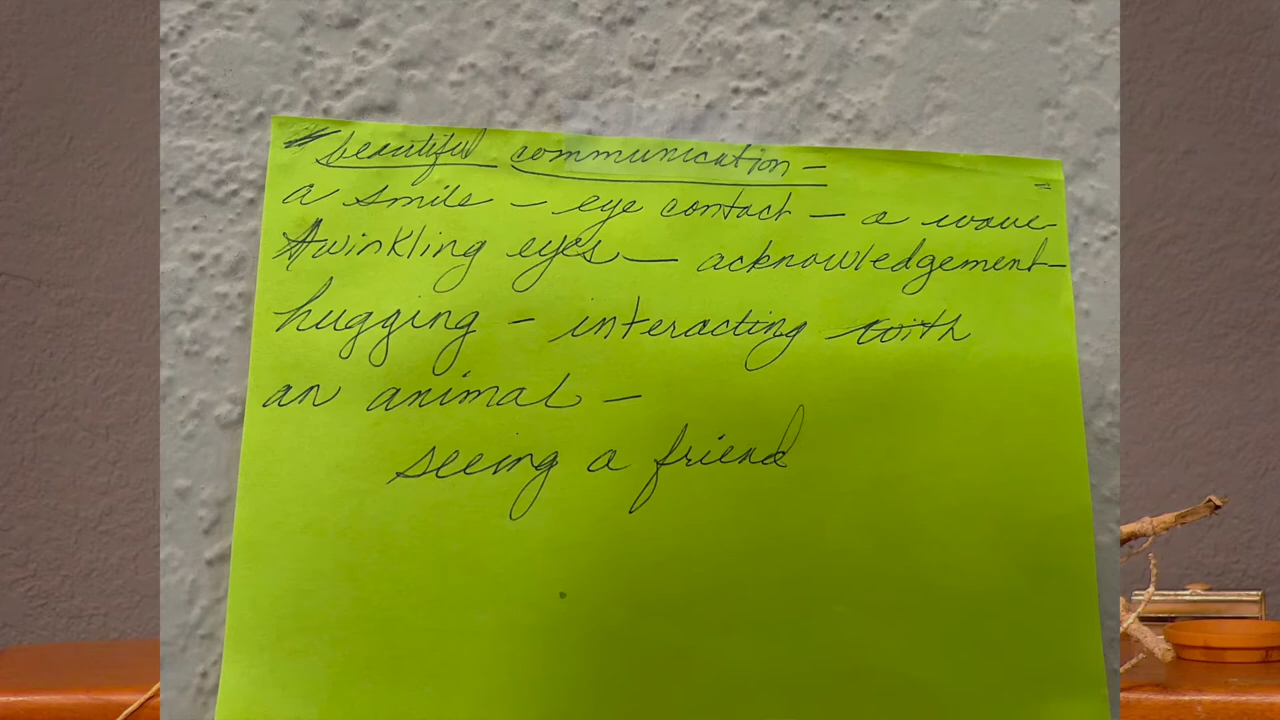 beautiful communication -
a smile - eye contact - a wave
twinkling eyes - acknowledgement -
hugging - interacting with
an animal -
seeing a friend